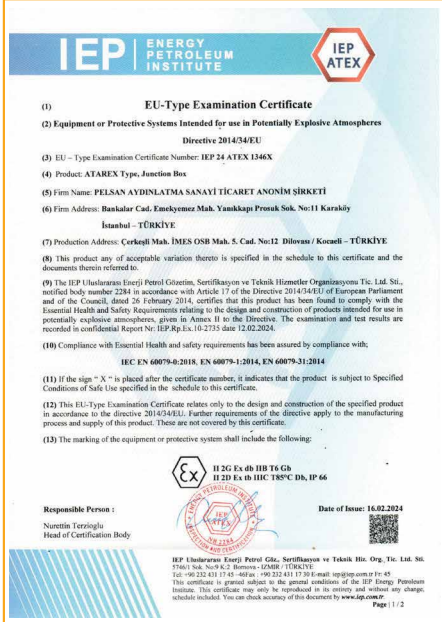 IEP ENERGY
PETROLEUM
INSTITUTE
IEP
ATEX
(1) EU-Type Examination Certificate
(2) Equipment or Protective Systems Intended for use in Potentially Explosive Atmospheres
Directive 2014/34/EU
(3) EU – Type Examination Certificate Number: IEP 24 ATEX 1346X
(4) Product: ATAREX Type, Junction Box
(5) Firm Name: PELSAN AYDINLATMA SANAYİ TİCARET ANONİM ŞİRKETİ
(6) Firm Address: Bankalar Cad. Emekyemez Mah. Yanıkkapı Prosuk Sok. No:11 Karaköy
İstanbul – TÜRKİYE
(7) Production Address: Çerkeşli Mah. İMES OSB Mah. 5. Cad. No:12 Dilovası / Kocaeli – TÜRKİYE
(8) This product any of acceptable variation thereto is specified in the schedule to this certificate and the
documents therein referred to.
(9) The IEP Uluslararası Enerji Petrol Gözetim, Sertifikasyon ve Teknik Hizmetler Organizasyonu Tic. Ltd. Sti.,
notified body number 2284 in accordance with Article 17 of the Directive 2014/34/EU of European Parliament
and of the Council, dated 26 February 2014, certifies that this product has been found to comply with the
Essential Health and Safety Requirements relating to the design and construction of products intended for use in
potentially explosive atmospheres, given in Annex II to the Directive. The examination and test results are
recorded in confidential Report Nr: IEP.Rp.Ex.10-2735 date 12.02.2024.
(10) Compliance with Essential Health and safety requirements has been assured by compliance with;
IEC EN 60079-0:2018, EN 60079-1:2014, EN 60079-31:2014
(11) If the sign “ X “ is placed after the certificate number, it indicates that the product is subject to Specified
Conditions of Safe Use specified in the schedule to this certificate.
(12) This EU-Type Examination Certificate relates only to the design and construction of the specified product
in accordance to the directive 2014/34/EU. Further requirements of the directive apply to the manufacturing
process and supply of this product. These are not covered by this certificate.
(13) The marking of the equipment or protective system shall include the following:
Ex II 2G Ex db IIB T6 Gb
II 2D Ex tb IIIC T85°C Db, IP 66
Responsible Person : Date of Issue: 16.02.2024
Nurettin Terzioglu
Head of Certification Body
IEP
NB 2284
IEP Uluslararası Enerji Petrol Göz., Sertifikasyon ve Teknik Hiz. Org. Tic. Ltd. Sti.
5746/1 Sok. No:9 K:2 Bornova - IZMIR / TÜRKİYE
Tel: +90 232 431 17 45 -46Fax : +90 232 431 17 30 E-mail: iep@iep.com.tr Fr: 45
This certificate is granted subject to the general conditions of the IEP Energy Petroleum
Institute. This certificate may only be reproduced in its entirety and without any change,
schedule included. You can check accuracy of this document by www.iep.com.tr
Page | 1 / 2